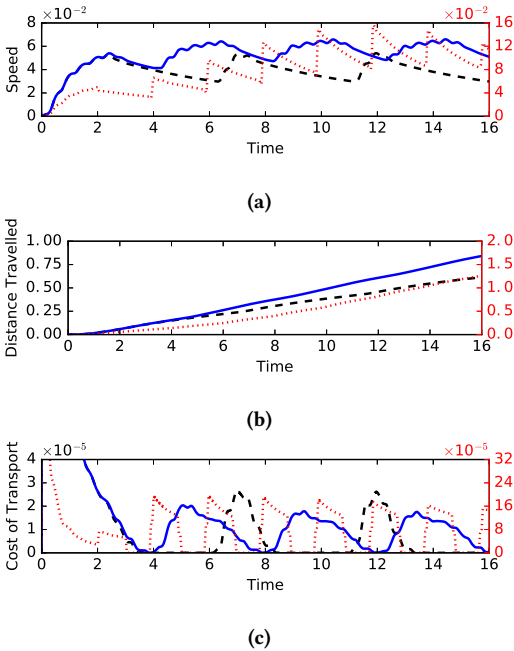 ×10⁻² ×10⁻²
8 16
6 12
4 8
2 4
0 0
Speed
0 2 4 6 8 10 12 14 16
Time
(a)
1.00 2.0
0.75 1.5
0.50 1.0
0.25 0.5
0.00 0.0
Distance Travelled
0 2 4 6 8 10 12 14 16
Time
(b)
×10⁻⁵ ×10⁻⁵
4 32
3 24
2 16
1 8
0 0
Cost of Transport
0 2 4 6 8 10 12 14 16
Time
(c)